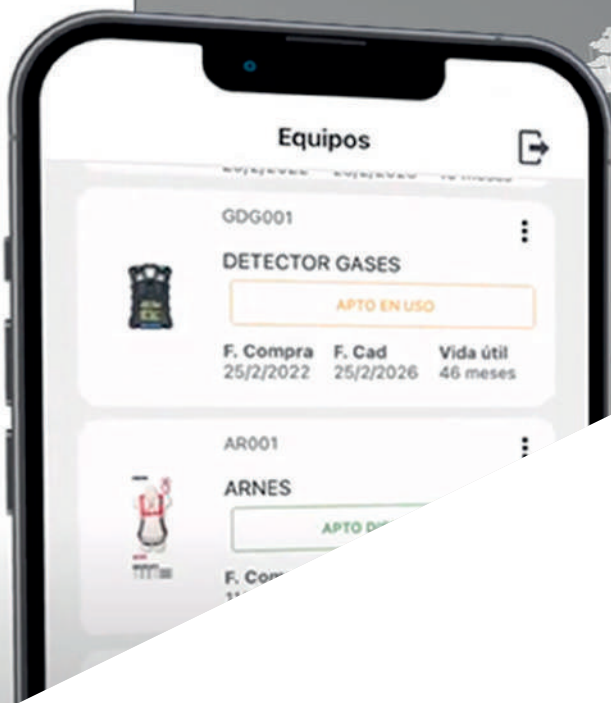 Equipos
GDG001
DETECTOR GASES
APTO EN USO
F. Compra F. Cad Vida útil
25/2/2022 25/2/2026 46 meses
AR001
ARNES
APTO
F.